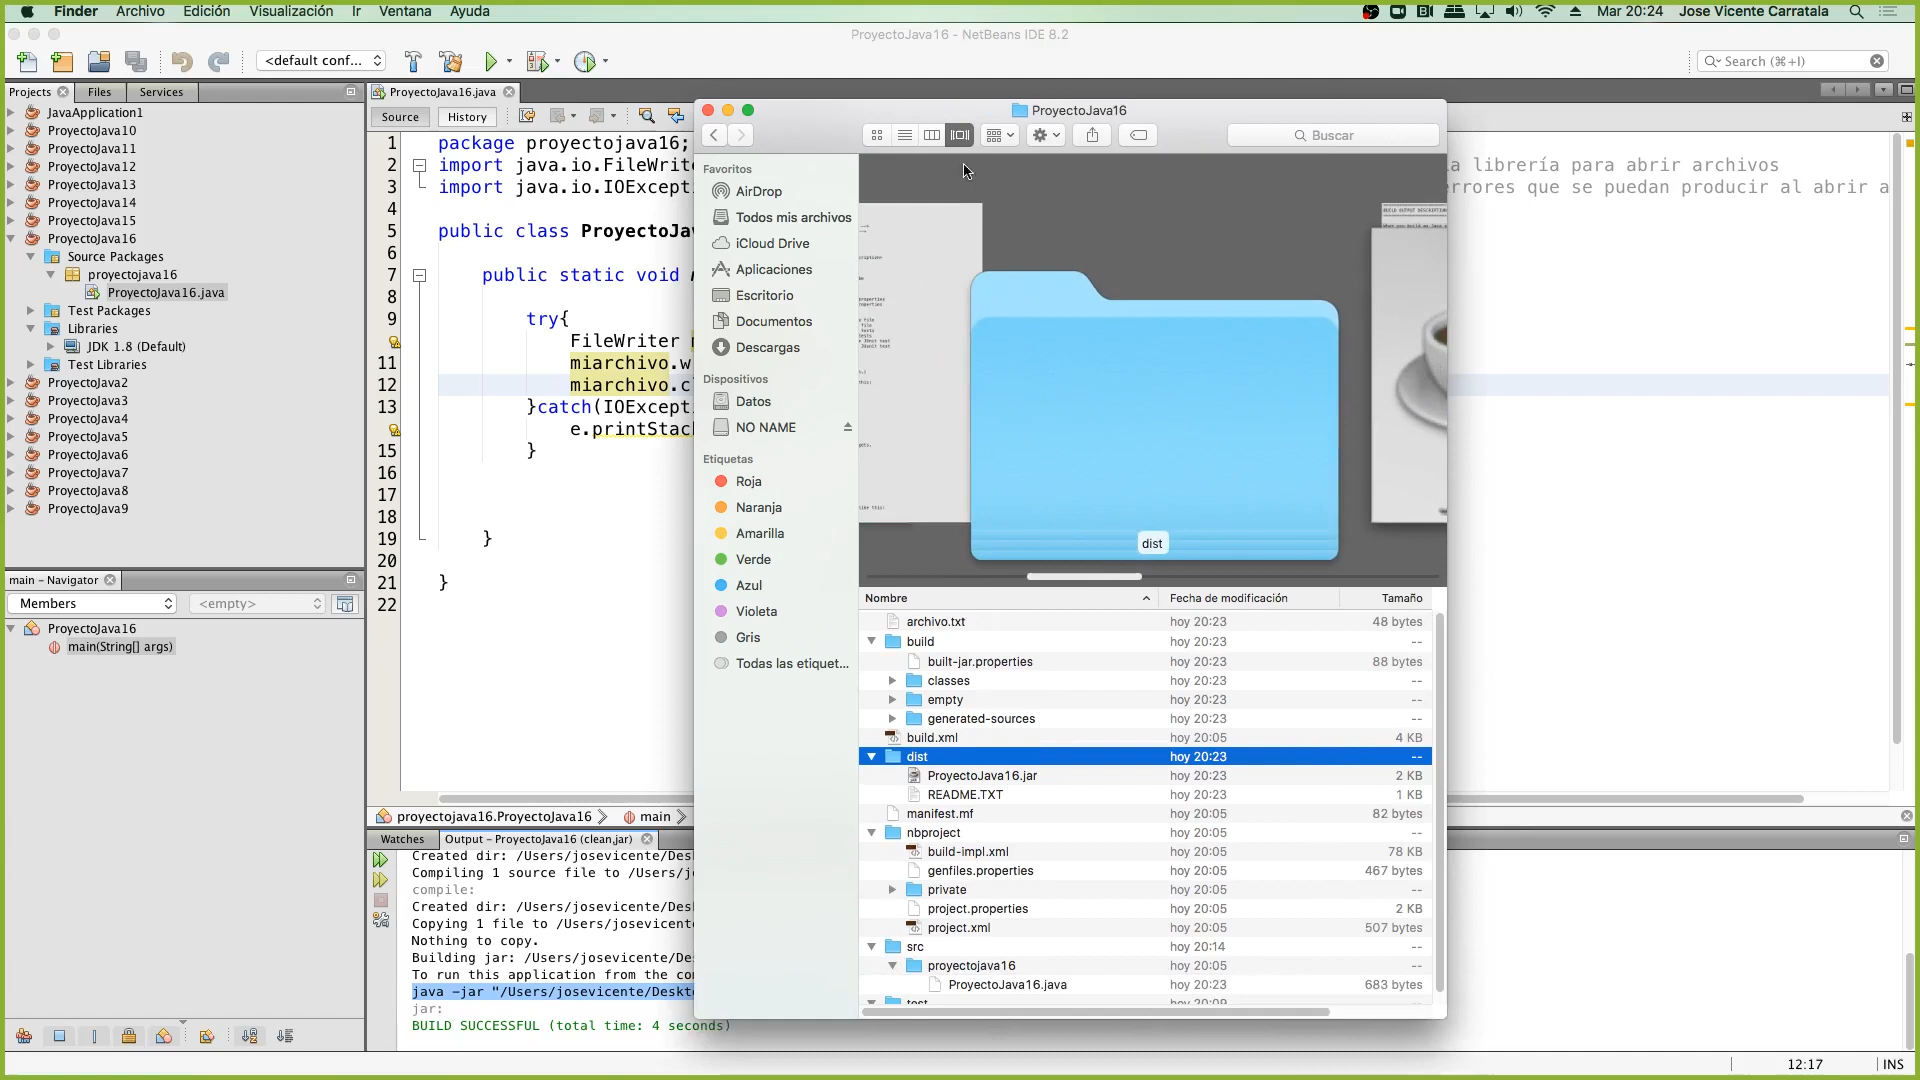 Finder Archivo Edición Visualización Ir Ventana Ayuda
Mar 20:24 Jose Vicente Carratala
ProyectoJava16 - NetBeans IDE 8.2
<default conf...
Search (⌘+I)
Projects Files Services
JavaApplication1
ProyectoJava10
ProyectoJava11
ProyectoJava12
ProyectoJava13
ProyectoJava14
ProyectoJava15
ProyectoJava16
Source Packages
proyectojava16
ProyectoJava16.java
Test Packages
Libraries
JDK 1.8 (Default)
Test Libraries
ProyectoJava2
ProyectoJava3
ProyectoJava4
ProyectoJava5
ProyectoJava6
ProyectoJava7
ProyectoJava8
ProyectoJava9
main - Navigator
Members <empty>
ProyectoJava16
main(String[] args)
ProyectoJava16.java
Source History
1 package proyectojava16;
2 import java.io.FileWrite
a librería para abrir archivos
3 import java.io.IOExcepti
rrores que se puedan producir al abrir a
4
5 public class ProyectoJav
6
7 public static void
8
9 try{
FileWriter
11 miarchivo.w
12 miarchivo.c
13 }catch(IOExcepti
e.printStac
15 }
16
17
18
19 }
20
21 }
22
proyectojava16.ProyectoJava16 main
Watches Output - ProyectoJava16 (clean,jar)
Created dir: /Users/josevicente/Des
Compiling 1 source file to /Users/j
compile:
Created dir: /Users/josevicente/Des
Copying 1 file to /Users/josevicent
Nothing to copy.
Building jar: /Users/josevicente/De
To run this application from the co
java -jar "/Users/josevicente/Deskt
jar:
BUILD SUCCESSFUL (total time: 4 seconds)
12:17 INS
ProyectoJava16
Buscar
Favoritos
AirDrop
Todos mis archivos
iCloud Drive
Aplicaciones
Escritorio
Documentos
Descargas
Dispositivos
Datos
NO NAME
Etiquetas
Roja
Naranja
Amarilla
Verde
Azul
Violeta
Gris
Todas las etiquet...
dist
Nombre Fecha de modificación Tamaño
archivo.txt hoy 20:23 48 bytes
build hoy 20:23 --
built-jar.properties hoy 20:23 88 bytes
classes hoy 20:23 --
empty hoy 20:23 --
generated-sources hoy 20:23 --
build.xml hoy 20:05 4 KB
dist hoy 20:23 --
ProyectoJava16.jar hoy 20:23 2 KB
README.TXT hoy 20:23 1 KB
manifest.mf hoy 20:05 82 bytes
nbproject hoy 20:05 --
build-impl.xml hoy 20:05 78 KB
genfiles.properties hoy 20:05 467 bytes
private hoy 20:05 --
project.properties hoy 20:05 2 KB
project.xml hoy 20:05 507 bytes
src hoy 20:14 --
proyectojava16 hoy 20:05 --
ProyectoJava16.java hoy 20:23 683 bytes
test hoy 20:09 --